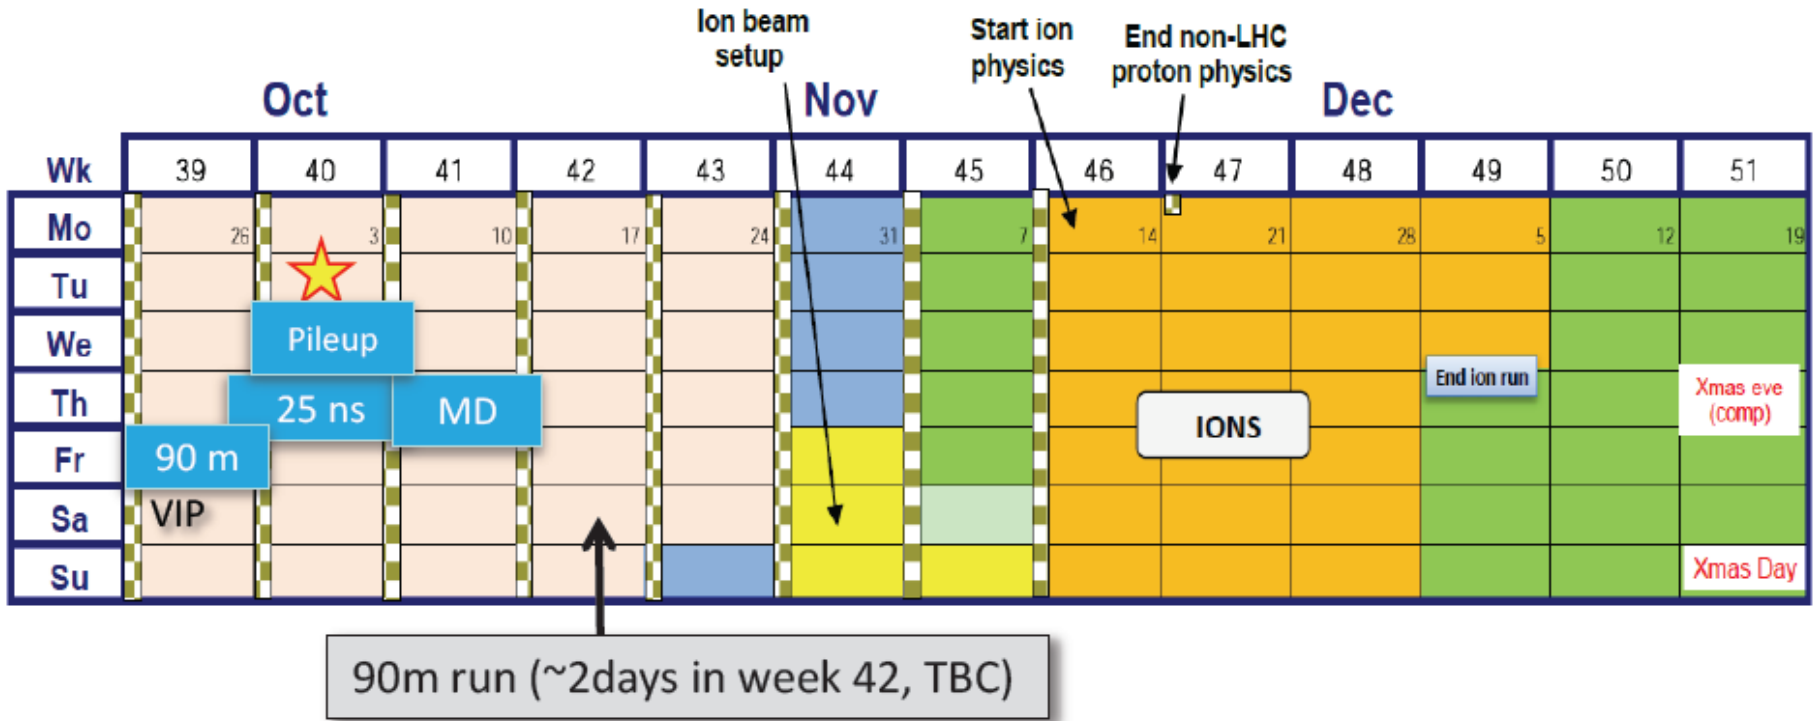 Ion beam
setup
Start ion
physics
End non-LHC
proton physics
Oct
Nov
Dec
Wk 39 40 41 42 43 44 45 46 47 48 49 50 51
Mo 26 3 10 17 24 31 7 14 21 28 5 12 19
Tu
We
Pileup
Th
25 ns
MD
End ion run
IONS
Xmas eve
(comp)
Fr
90 m
Sa
VIP
Su
Xmas Day
90m run (~2days in week 42, TBC)